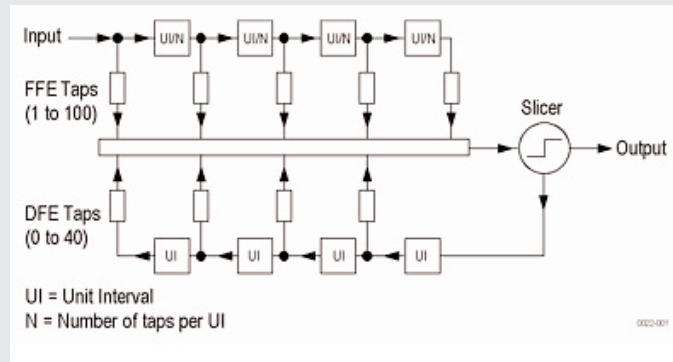 Input
UI/N
UI/N
UI/N
UI/N
FFE Taps
(1 to 100)
Slicer
Output
DFE Taps
(0 to 40)
UI
UI
UI
UI
UI = Unit Interval
N = Number of taps per UI
0022-001